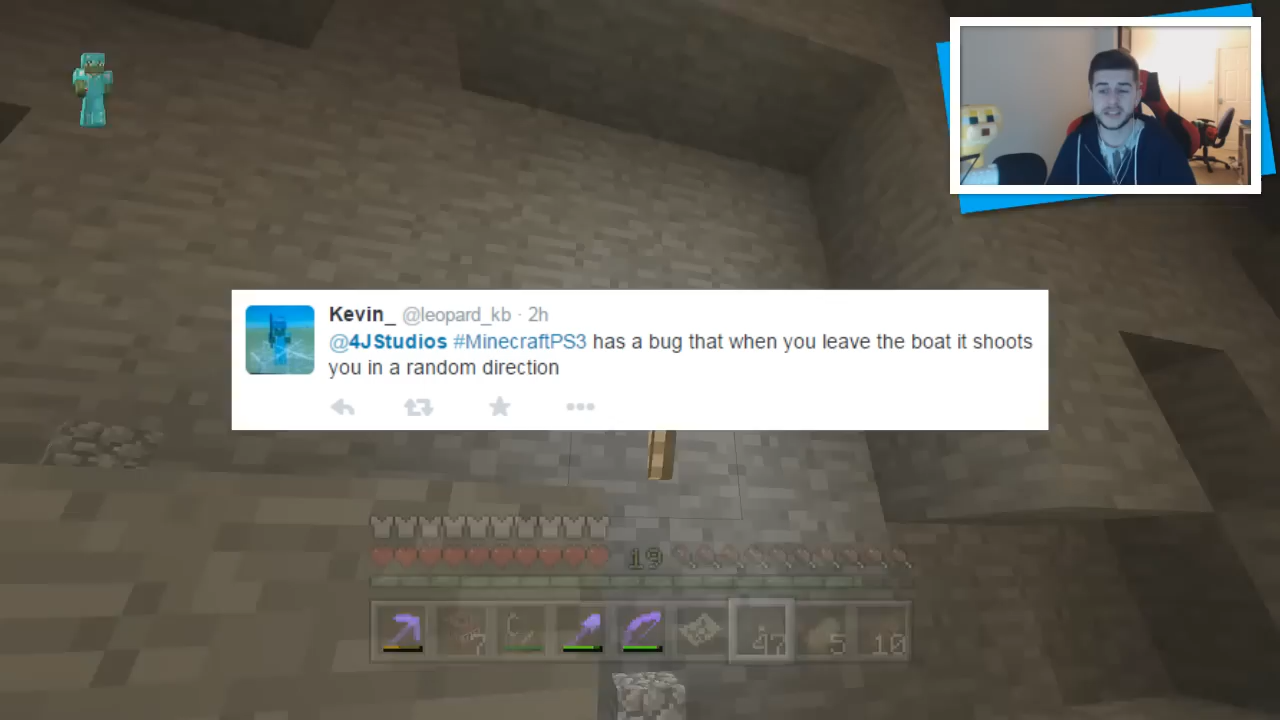 Kevin_ @leopard_kb · 2h
@4JStudios #MinecraftPS3 has a bug that when you leave the boat it shoots
you in a random direction
19
7 47 5 10